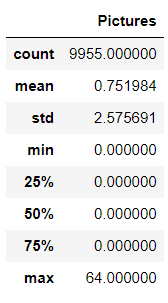 Pictures
count 9955.000000
mean 0.751984
std 2.575691
min 0.000000
25% 0.000000
50% 0.000000
75% 0.000000
max 64.000000